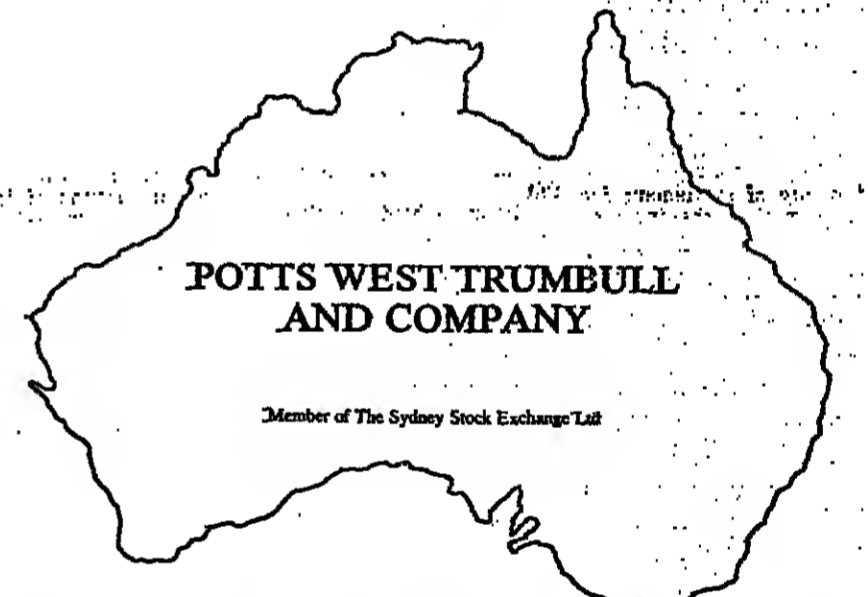 POTTS WEST TRUMBULL
AND COMPANY
Member of The Sydney Stock Exchange Ltd